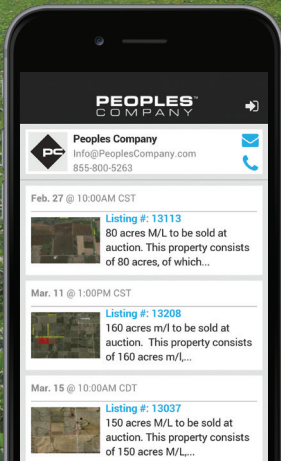 PEOPLES™
COMPANY
PC
Peoples Company
Info@PeoplesCompany.com
855-800-5263
Feb. 27 @ 10:00AM CST
Listing #: 13113
80 acres M/L to be sold at
auction. This property consists
of 80 acres, of which...
Mar. 11 @ 1:00PM CST
Listing #: 13208
160 acres m/l to be sold at
auction.  This property consists
of 160 acres m/l,...
Mar. 15 @ 10:00AM CDT
Listing #: 13037
150 acres M/L to be sold at
auction. This property consists
of 150 acres M/L,...